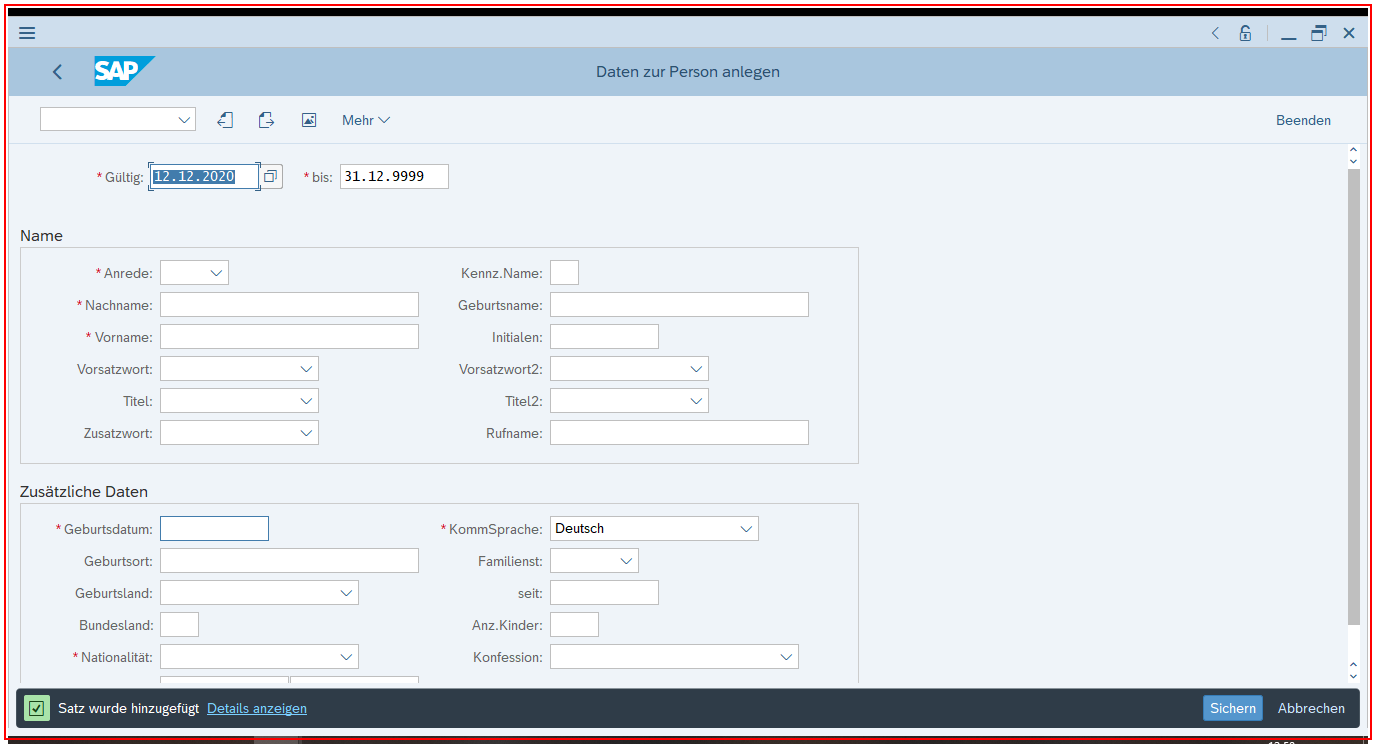 SAP
Daten zur Person anlegen
Mehr
Beenden
* Gültig: 12.12.2020 * bis: 31.12.9999
Name
* Anrede: Kennz.Name:
* Nachname: Geburtsname:
* Vorname: Initialen:
Vorsatzwort: Vorsatzwort2:
Titel: Titel2:
Zusatzwort: Rufname:
Zusätzliche Daten
* Geburtsdatum: * KommSprache: Deutsch
Geburtsort: Familienst:
Geburtsland: seit:
Bundesland: Anz.Kinder:
* Nationalität: Konfession:
Satz wurde hinzugefügt Details anzeigen Sichern Abbrechen